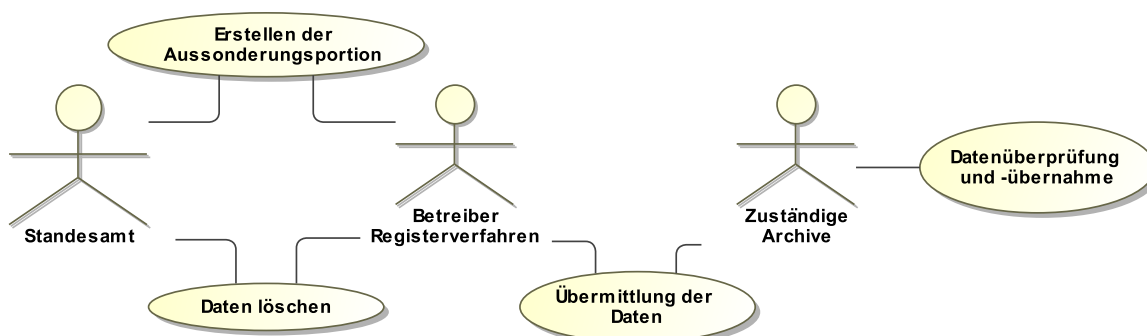 Erstellen der
Aussonderungsportion
Datenüberprüfung
und -übernahme
Standesamt
Betreiber
Registerverfahren
Zuständige
Archive
Daten löschen
Übermittlung der
Daten